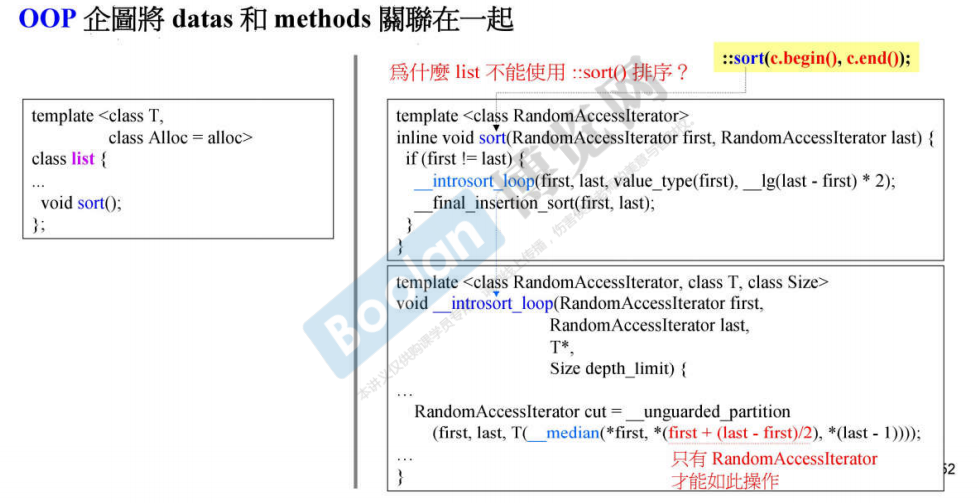 OOP 企圖將 datas 和 methods 關聯在一起
::sort(c.begin(), c.end());
爲什麼 list 不能使用 ::sort() 排序？
template <class T,
class Alloc = alloc>
class list {
...
void sort();
};
template <class RandomAccessIterator>
inline void sort(RandomAccessIterator first, RandomAccessIterator last) {
if (first != last) {
__introsort_loop(first, last, value_type(first), __lg(last - first) * 2);
__final_insertion_sort(first, last);
}
}
template <class RandomAccessIterator, class T, class Size>
void __introsort_loop(RandomAccessIterator first,
RandomAccessIterator last,
T*,
Size depth_limit) {
...
RandomAccessIterator cut = __unguarded_partition
(first, last, T(__median(*first, *(first + (last - first)/2), *(last - 1))));
...
只有 RandomAccessIterator
才能如此操作
}
52
Boolan
博览网